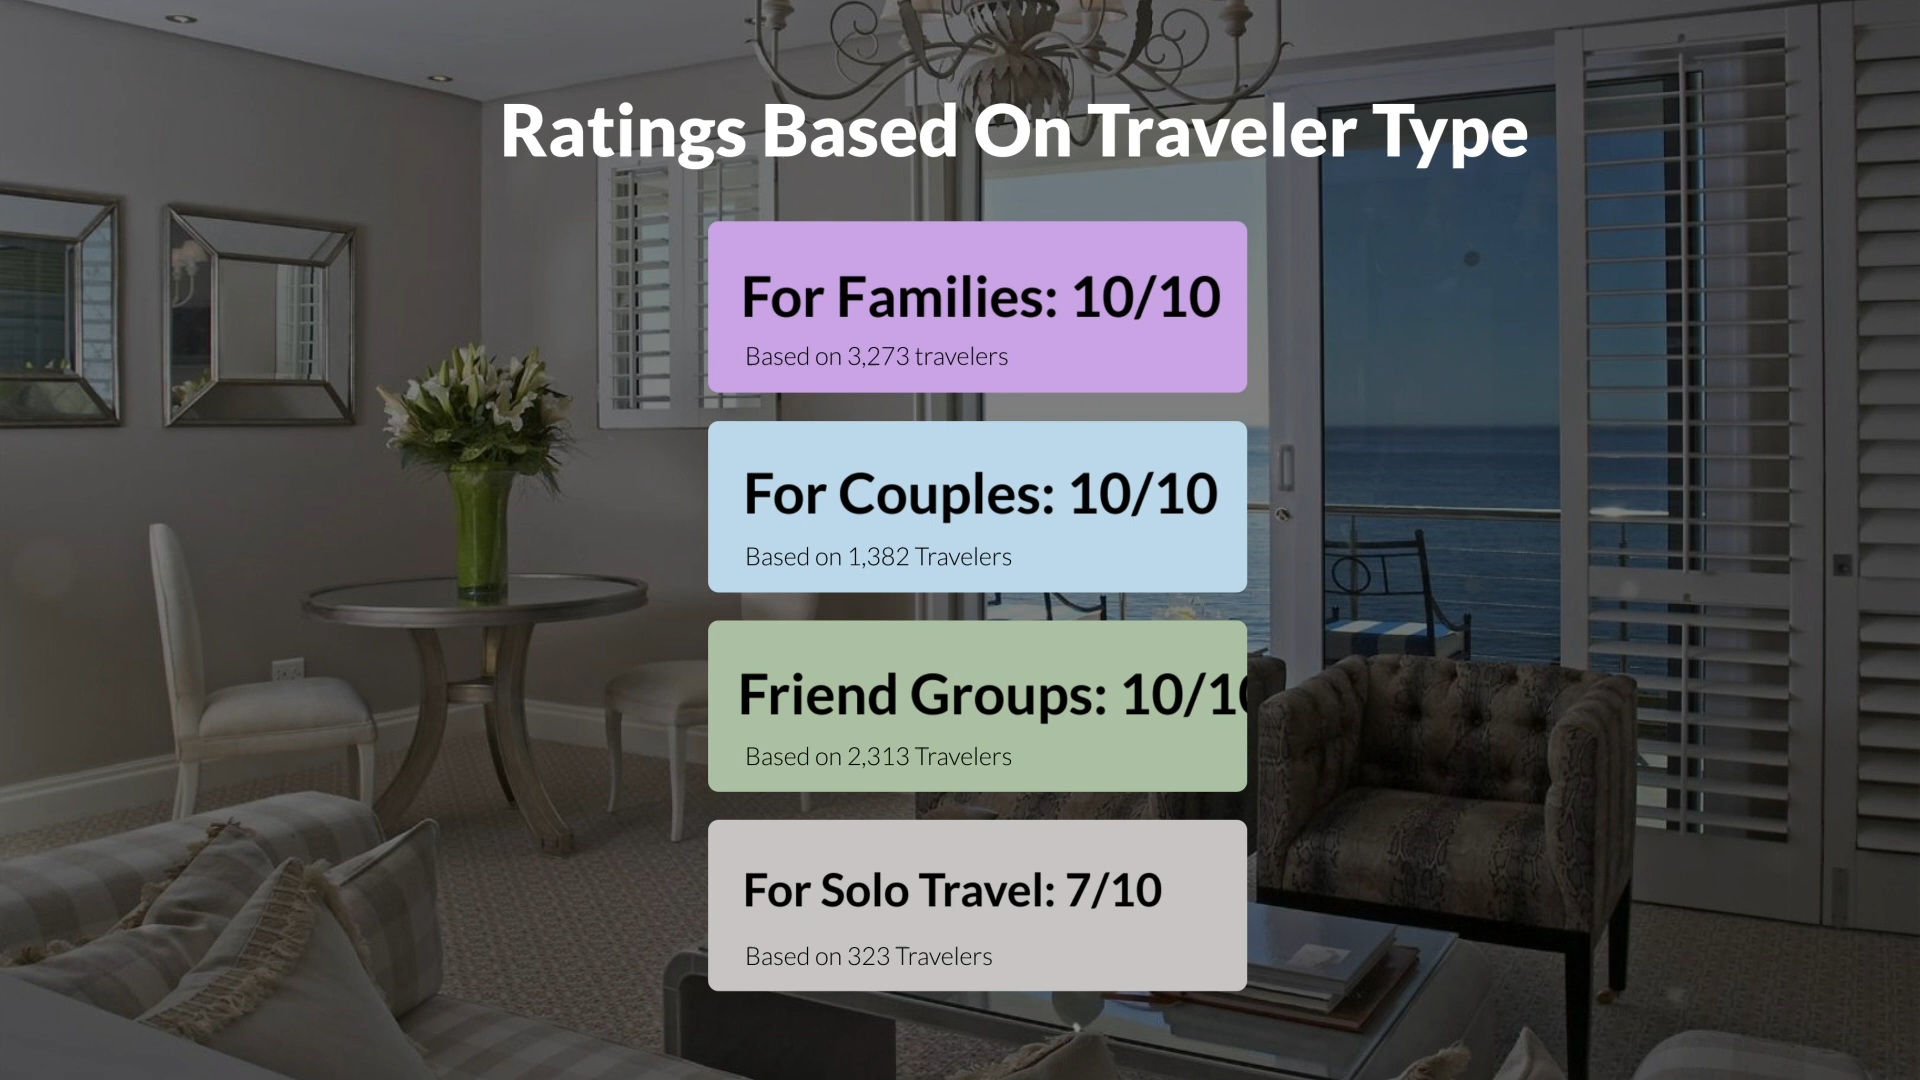 Ratings Based On Traveler Type
For Families: 10/10
Based on 3,273 travelers
For Couples: 10/10
Based on 1,382 Travelers
Friend Groups: 10/10
Based on 2,313 Travelers
For Solo Travel: 7/10
Based on 323 Travelers